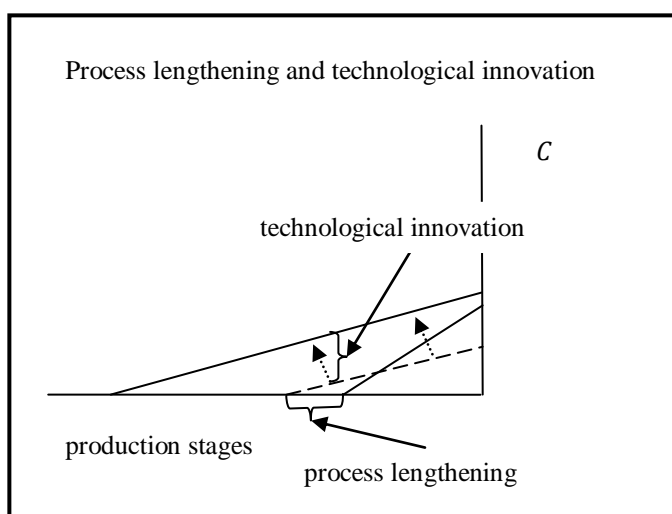 Process lengthening and technological innovation
C
technological innovation
production stages
process lengthening